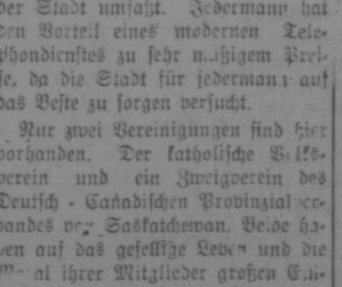 der Stadt umfaßt. Jedermann hat
den Vorteil eines modernen Tele-
phondienstes zu sehr mäßigem Prei-
se, da die Stadt für jedermann auf
das Beste zu sorgen versucht.
Nur zwei Vereinigungen sind hier
vorhanden. Der katholische Volks-
verein und ein Zweigverein des
Deutsch-Canadischen Provinzialver-
bandes von Saskatchewan. Beide ha-
ben auf das gesellige Leben und die
ihrer Mitglieder großen Ein-